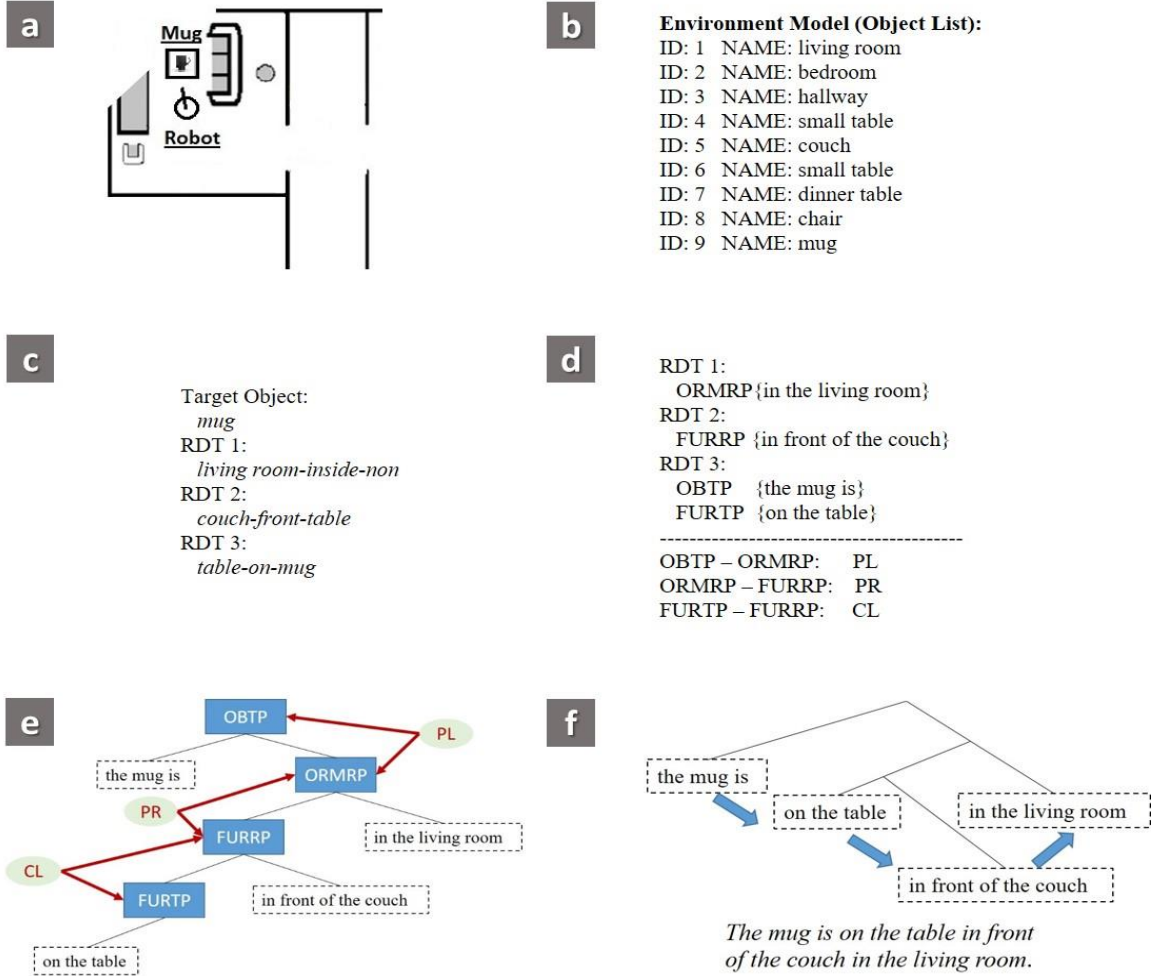 a
Mug
Robot
b
Environment Model (Object List):
ID: 1 NAME: living room
ID: 2 NAME: bedroom
ID: 3 NAME: hallway
ID: 4 NAME: small table
ID: 5 NAME: couch
ID: 6 NAME: small table
ID: 7 NAME: dinner table
ID: 8 NAME: chair
ID: 9 NAME: mug
c
Target Object:
mug
RDT 1:
living room-inside-non
RDT 2:
couch-front-table
RDT 3:
table-on-mug
d
RDT 1:
ORMRP {in the living room}
RDT 2:
FURRP {in front of the couch}
RDT 3:
OBTP {the mug is}
FURTP {on the table}
-----------------------------------------
OBTP – ORMRP: PL
ORMRP – FURRP: PR
FURTP – FURRP: CL
e
OBTP
PL
the mug is
ORMRP
PR
FURRP
in the living room
CL
FURTP
in front of the couch
on the table
f
the mug is
on the table
in the living room
in front of the couch
The mug is on the table in front
of the couch in the living room.